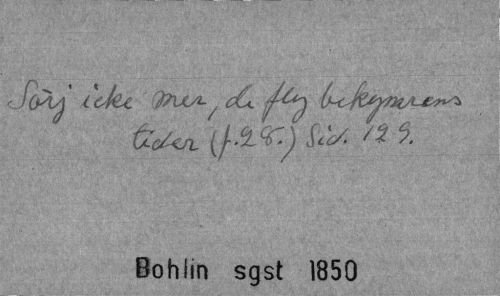 Sörj icke mer, de fly bekymrens
tider (f.28.) Sid. 129.
Bohlin sgst 1850